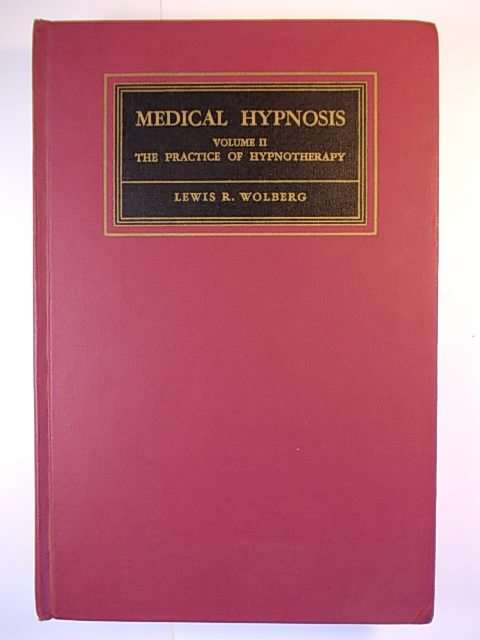 MEDICAL HYPNOSIS
VOLUME II
THE PRACTICE OF HYPNOTHERAPY
LEWIS R. WOLBERG